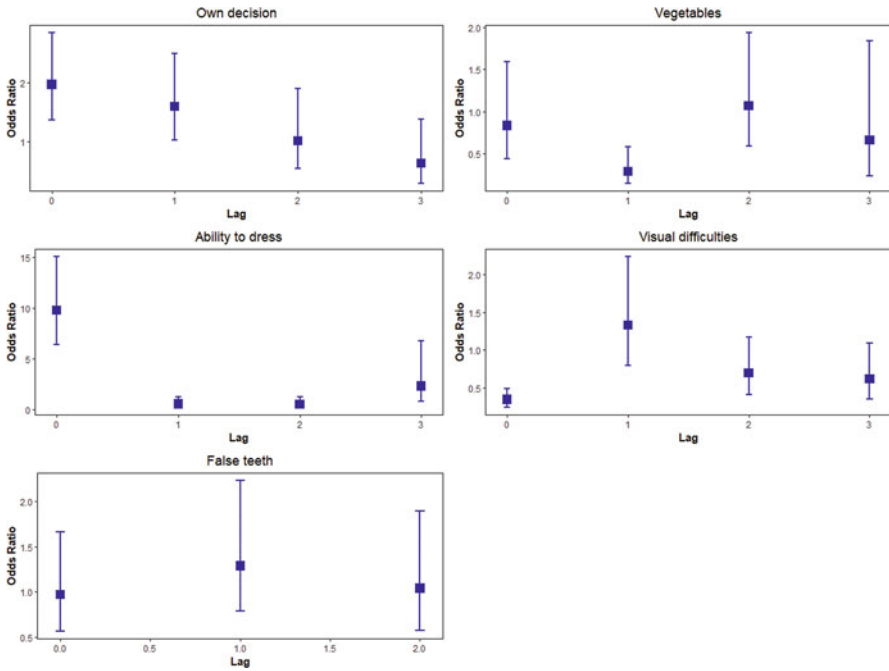 Own decision
Odds Ratio
2
1
0
1
2
3
Lag
Vegetables
Odds Ratio
2.0
1.5
1.0
0.5
0
1
2
3
Lag
Ability to dress
Odds Ratio
15
10
5
0
0
1
2
3
Lag
Visual difficulties
Odds Ratio
2.0
1.5
1.0
0.5
0
1
2
3
Lag
False teeth
Odds Ratio
2.0
1.5
1.0
0.5
0.0
0.5
1.0
1.5
2.0
Lag